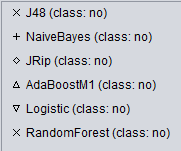 J48 (class: no)
NaiveBayes (class: no)
JRip (class: no)
AdaBoostM1 (class: no)
Logistic (class: no)
RandomForest (class: no)